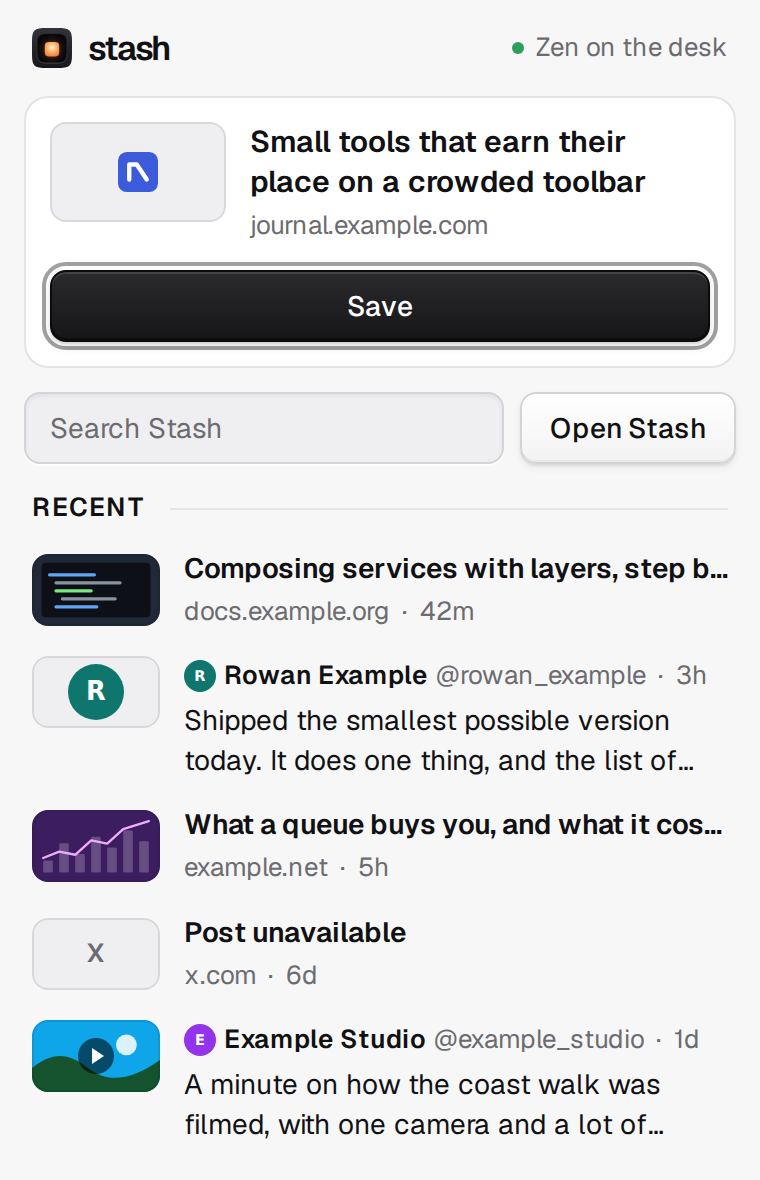 stash
Zen on the desk
Small tools that earn their
place on a crowded toolbar
journal.example.com
Save
Search Stash
Open Stash
RECENT
Composing services with layers, step b…
docs.example.org · 42m
R
R Rowan Example @rowan_example · 3h
Shipped the smallest possible version
today. It does one thing, and the list of…
What a queue buys you, and what it cos…
example.net · 5h
X
Post unavailable
x.com · 6d
E Example Studio @example_studio · 1d
A minute on how the coast walk was
filmed, with one camera and a lot of…